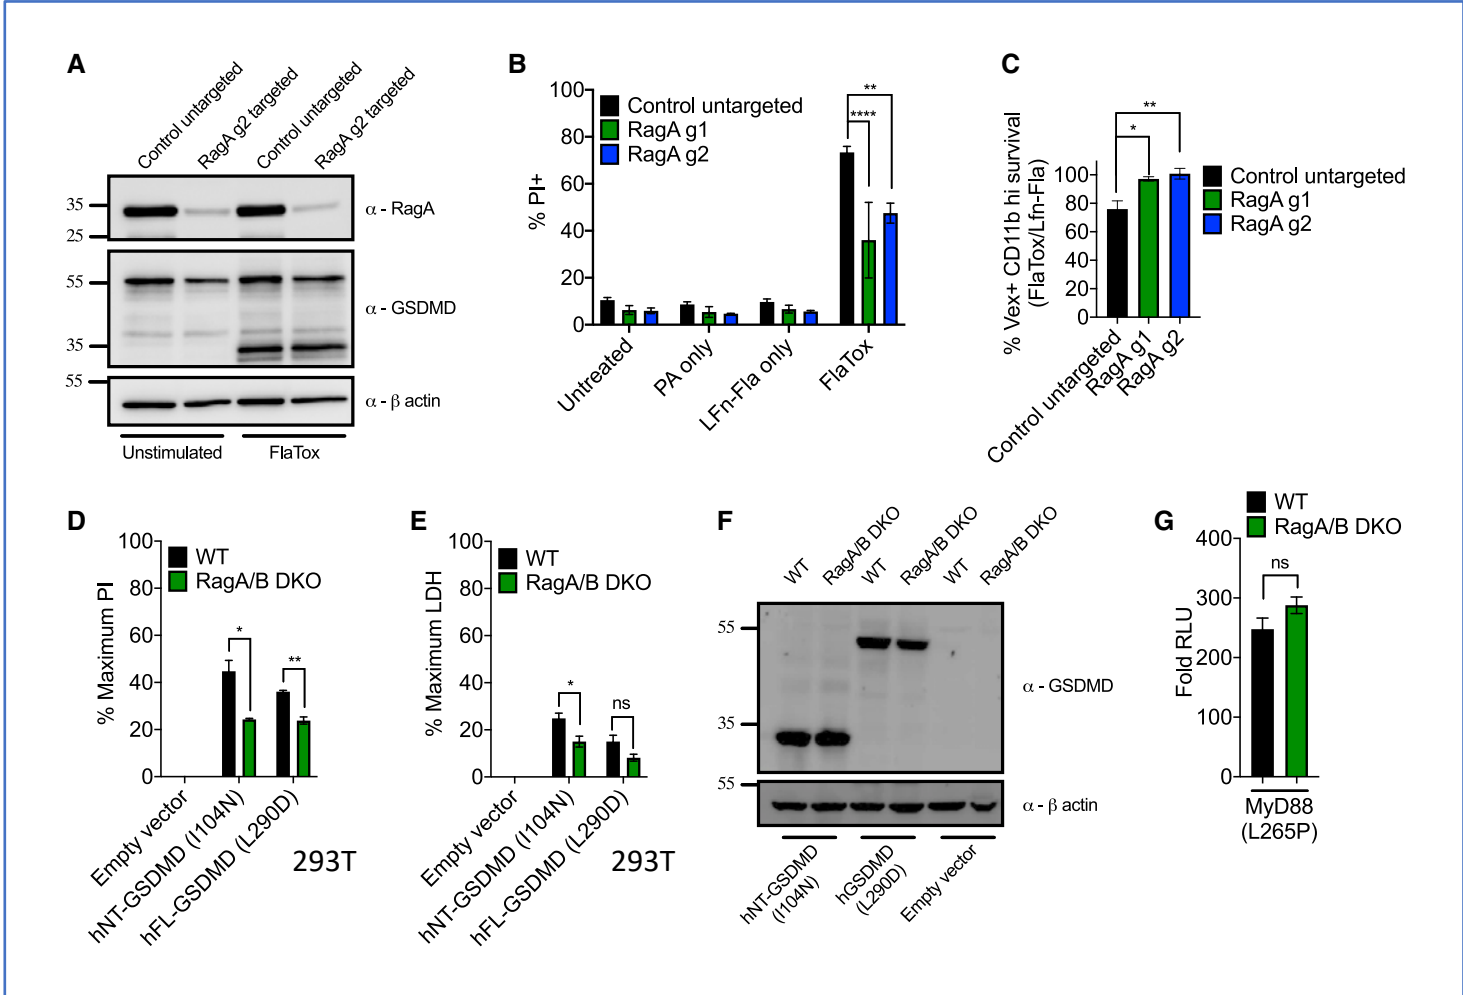 A
Control untargeted
RagA g2 targeted
Control untargeted
RagA g2 targeted
35
25
α - RagA
55
35
α - GSDMD
55
α - β actin
Unstimulated
FlaTox
B
% PI+
100
80
60
40
20
0
Control untargeted
RagA g1
RagA g2
**
****
Untreated
PA only
LFn-Fla only
FlaTox
C
% Vex+ CD11b hi survival
(FlaTox/Lfn-Fla)
100
80
60
40
20
0
**
*
Control untargeted
RagA g1
RagA g2
Control untargeted
RagA g1
RagA g2
D
% Maximum PI
100
80
60
40
20
0
WT
RagA/B DKO
*
**
Empty vector
hNT-GSDMD (I104N)
hFL-GSDMD (L290D)
293T
E
% Maximum LDH
100
80
60
40
20
0
WT
RagA/B DKO
*
ns
Empty vector
hNT-GSDMD (I104N)
hFL-GSDMD (L290D)
293T
F
WT
RagA/B DKO
WT
RagA/B DKO
WT
RagA/B DKO
55
35
α - GSDMD
55
α - β actin
hNT-GSDMD
(I104N)
hGSDMD
(L290D)
Empty vector
G
WT
RagA/B DKO
Fold RLU
400
300
200
100
0
ns
MyD88
(L265P)